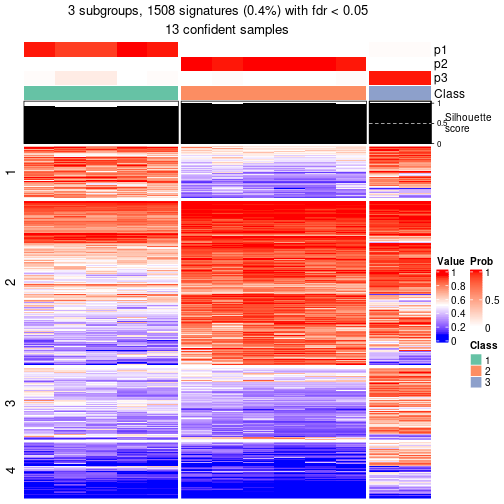 3 subgroups, 1508 signatures (0.4%) with fdr < 0.05
13 confident samples
p1
p2
p3
Class
1
0.5
0
Silhouette
score
1
2
3
4
Value
1
0.8
0.6
0.4
0.2
0
Prob
1
0.5
0
Class
1
2
3